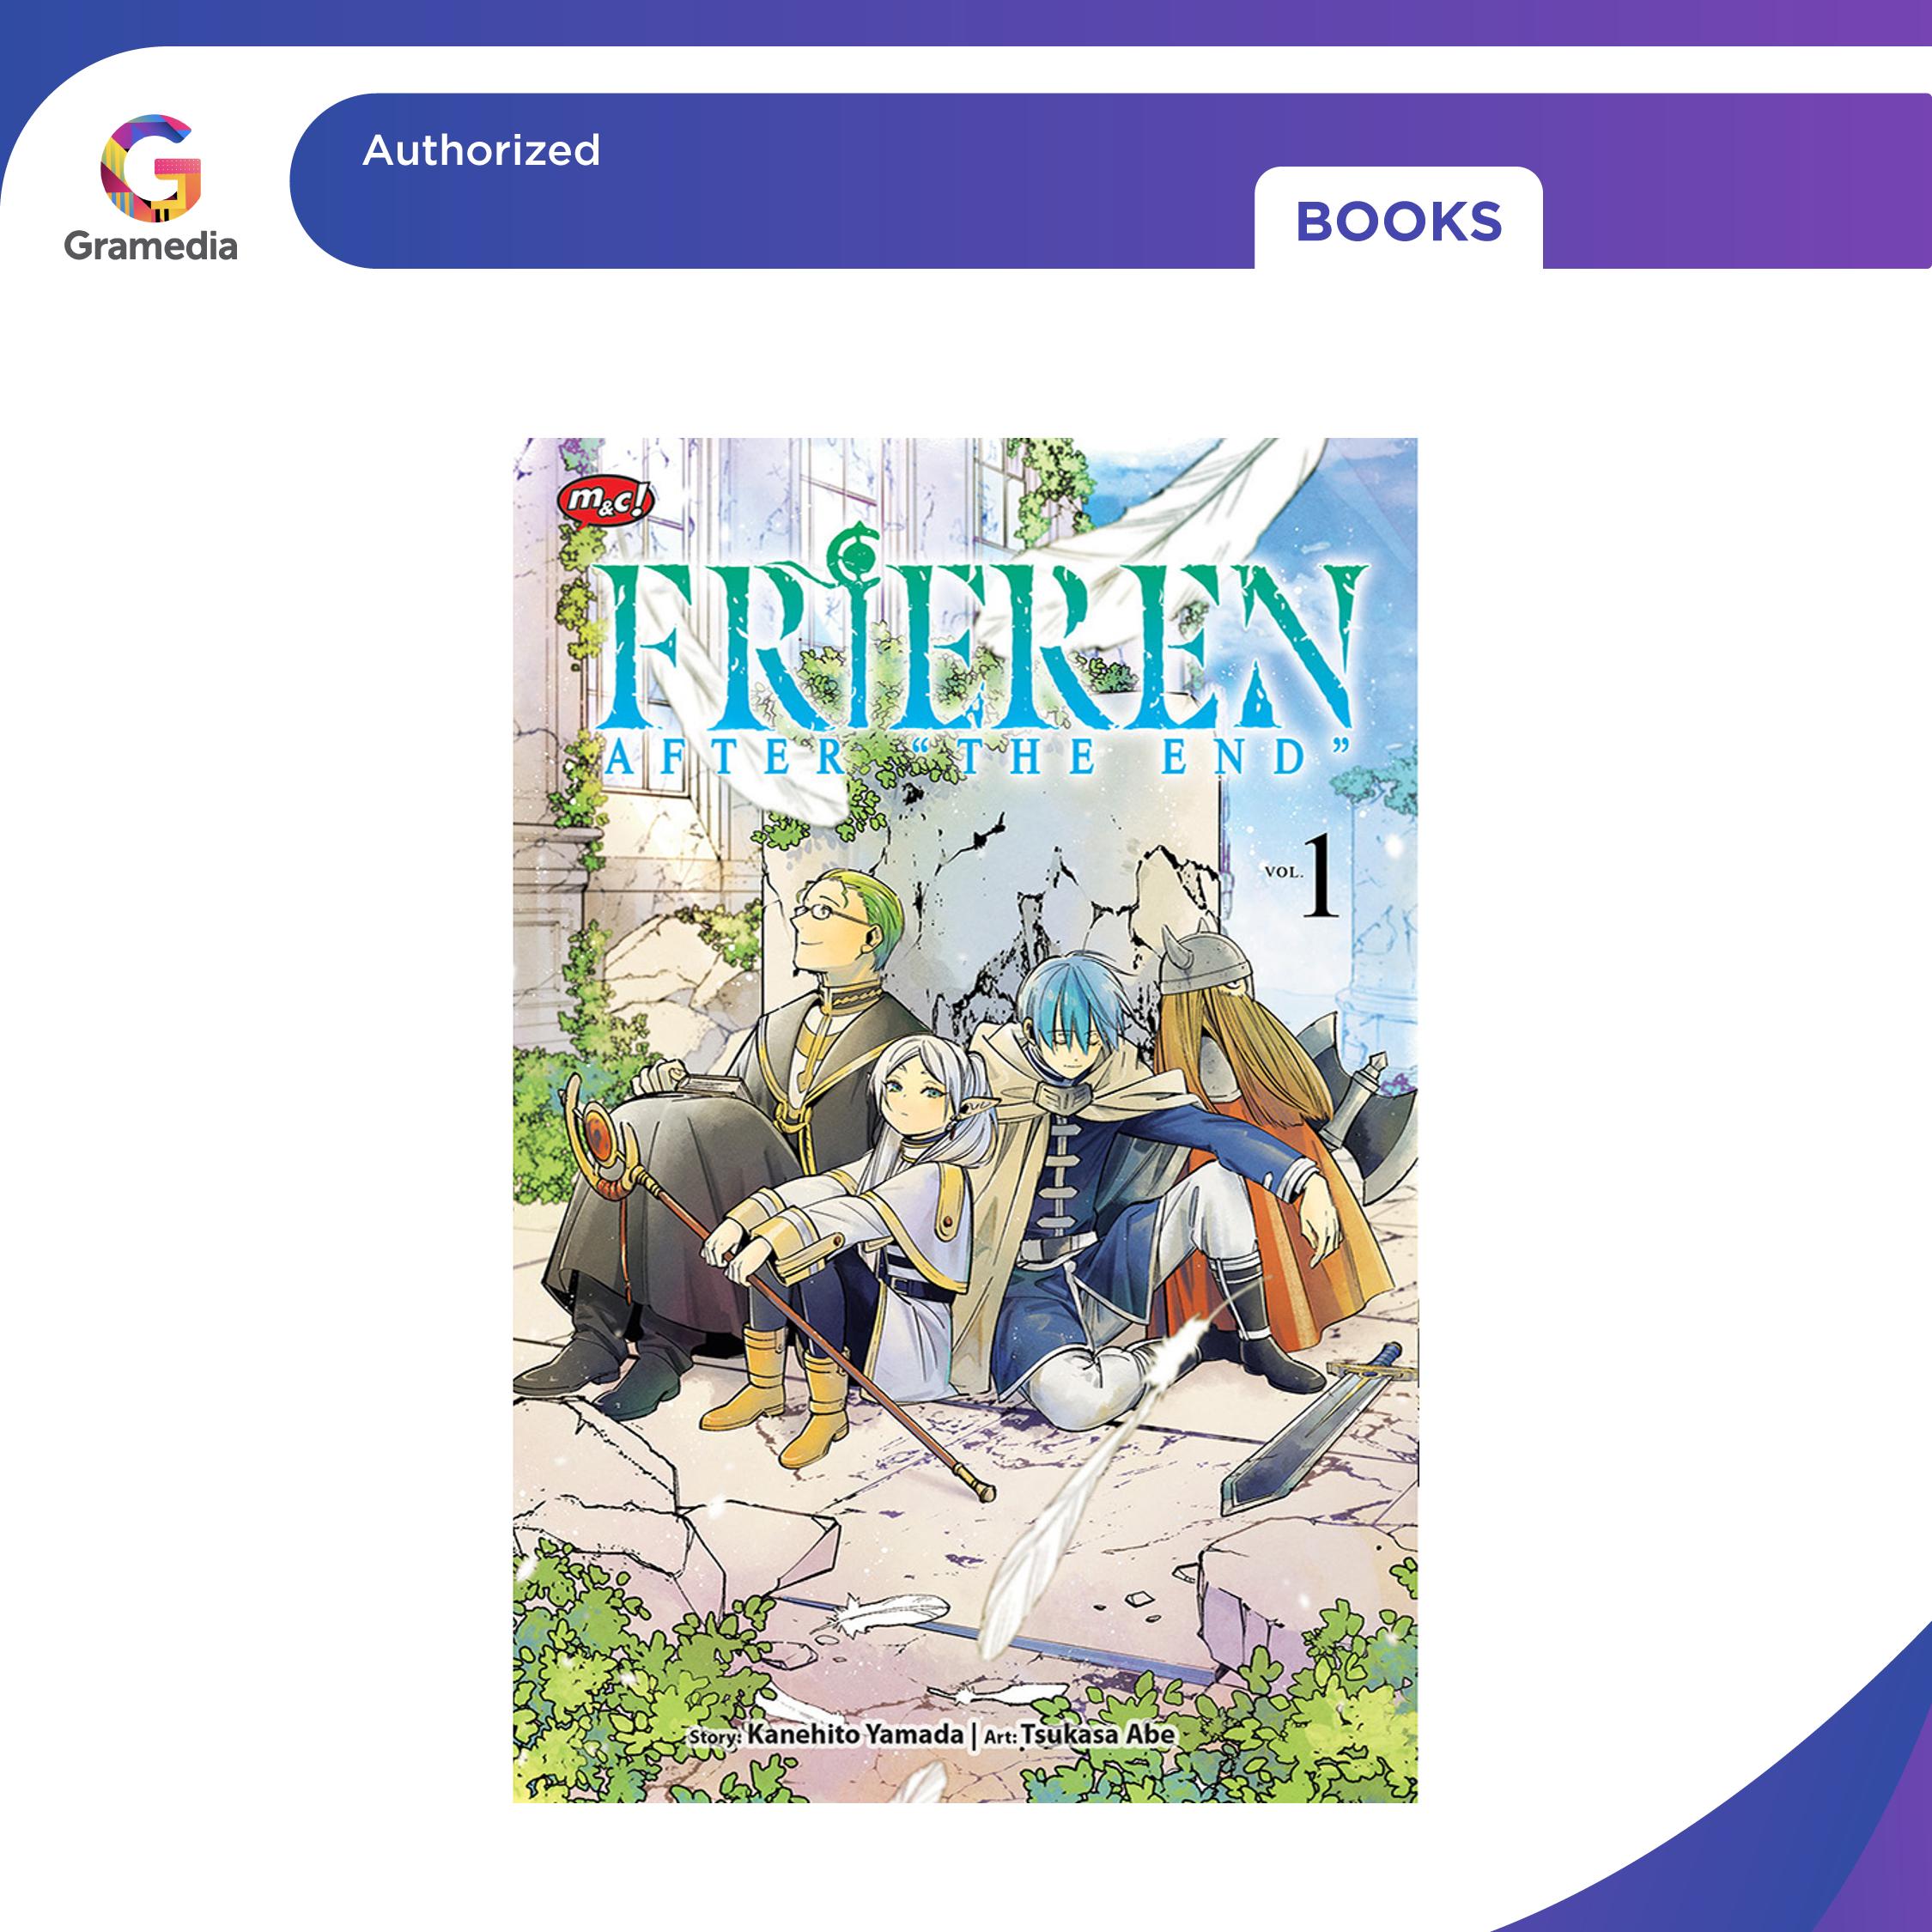 Authorized
Gramedia
BOOKS
m&c!
FRIEREN
AFTER “THE END”
VOL. 1
Story: Kanehito Yamada | Art: Tsukasa Abe